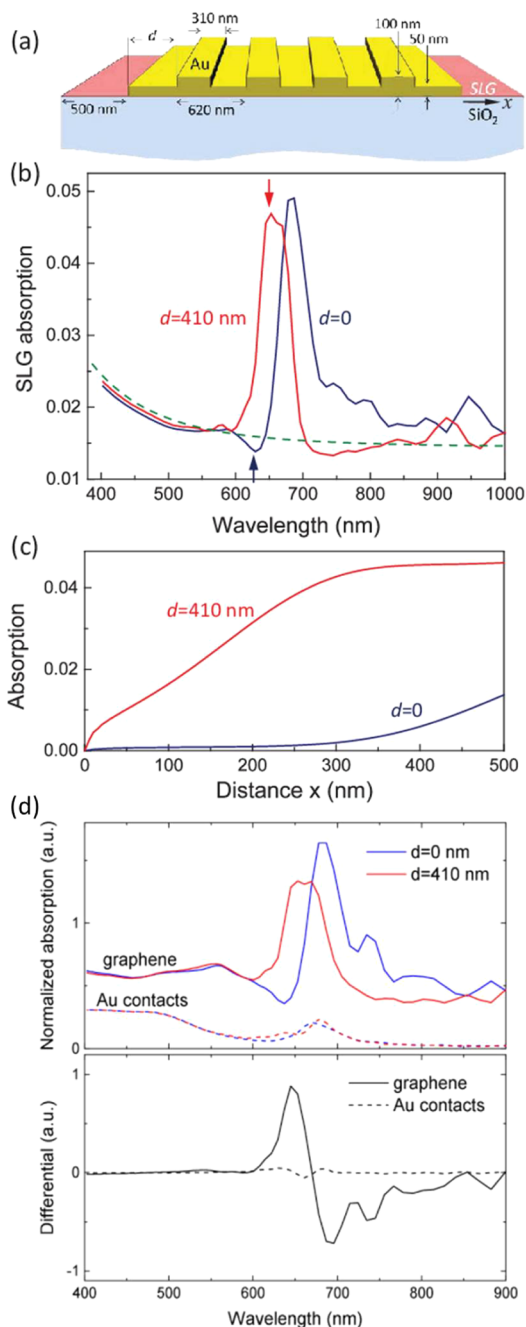 (a)
310 nm
100 nm
50 nm
d
Au
500 nm
620 nm
SLG
x
SiO2
(b)
0.05
0.04
0.03
0.02
0.01
SLG absorption
d=410 nm
d=0
400 500 600 700 800 900 1000
Wavelength (nm)
(c)
0.04
0.02
0.00
Absorption
d=410 nm
d=0
0 100 200 300 400 500
Distance x (nm)
(d)
Normalized absorption (a.u.)
1
0
d=0 nm
d=410 nm
graphene
Au contacts
Differential (a.u.)
1
0
-1
graphene
Au contacts
400 500 600 700 800 900
Wavelength (nm)